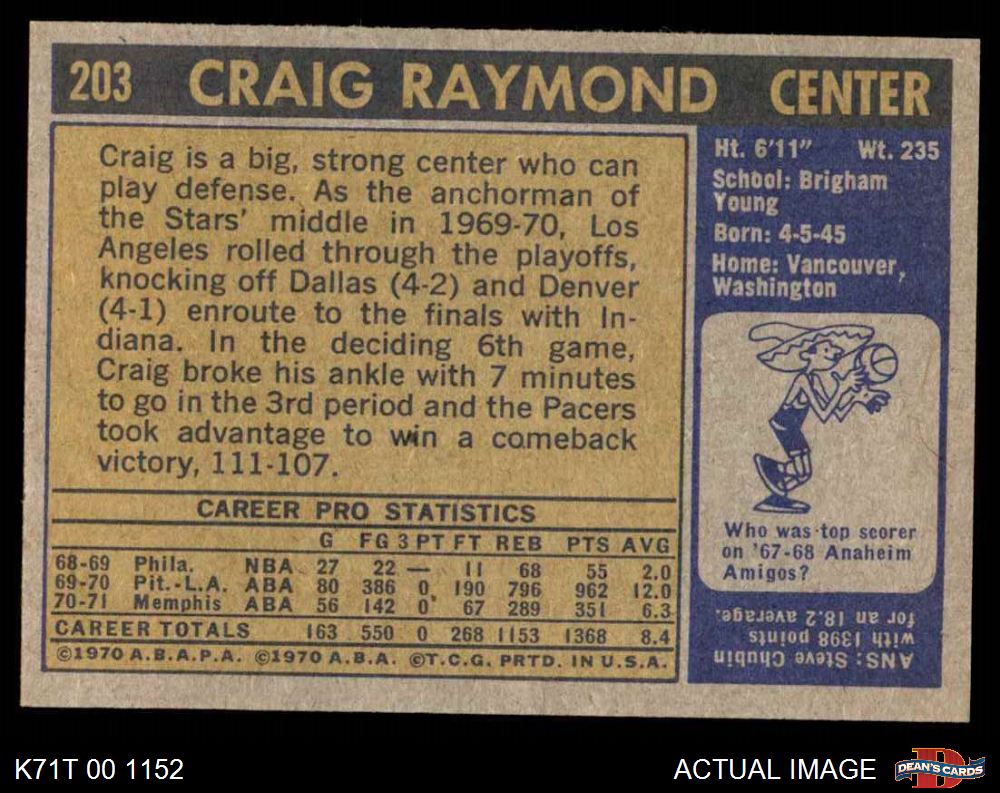 203 CRAIG RAYMOND CENTER
Craig is a big, strong center who can
play defense. As the anchorman of
the Stars' middle in 1969-70, Los
Angeles rolled through the playoffs,
knocking off Dallas (4-2) and Denver
(4-1) enroute to the finals with In-
diana. In the deciding 6th game,
Craig broke his ankle with 7 minutes
to go in the 3rd period and the Pacers
took advantage to win a comeback
victory, 111-107.
Ht. 6'11" Wt. 235
School: Brigham
Young
Born: 4-5-45
Home: Vancouver,
Washington
Who was top scorer
on '67-68 Anaheim
Amigos?
ANS: Steve Chubin
with 1398 points
for an 18.2 average.
CAREER PRO STATISTICS
G FG 3 PT FT REB PTS AVG
68-69 Phila. NBA 27 22 — 11 68 55 2.0
69-70 Pit.-L.A. ABA 80 386 0 190 796 962 12.0
70-71 Memphis ABA 56 142 0 67 289 351 6.3
CAREER TOTALS 163 550 0 268 1153 1368 8.4
©1970 A.B.A.P.A. ©1970 A.B.A. ©T.C.G. PRTD. IN U.S.A.
K71T 00 1152
ACTUAL IMAGE
DEAN'S CARDS